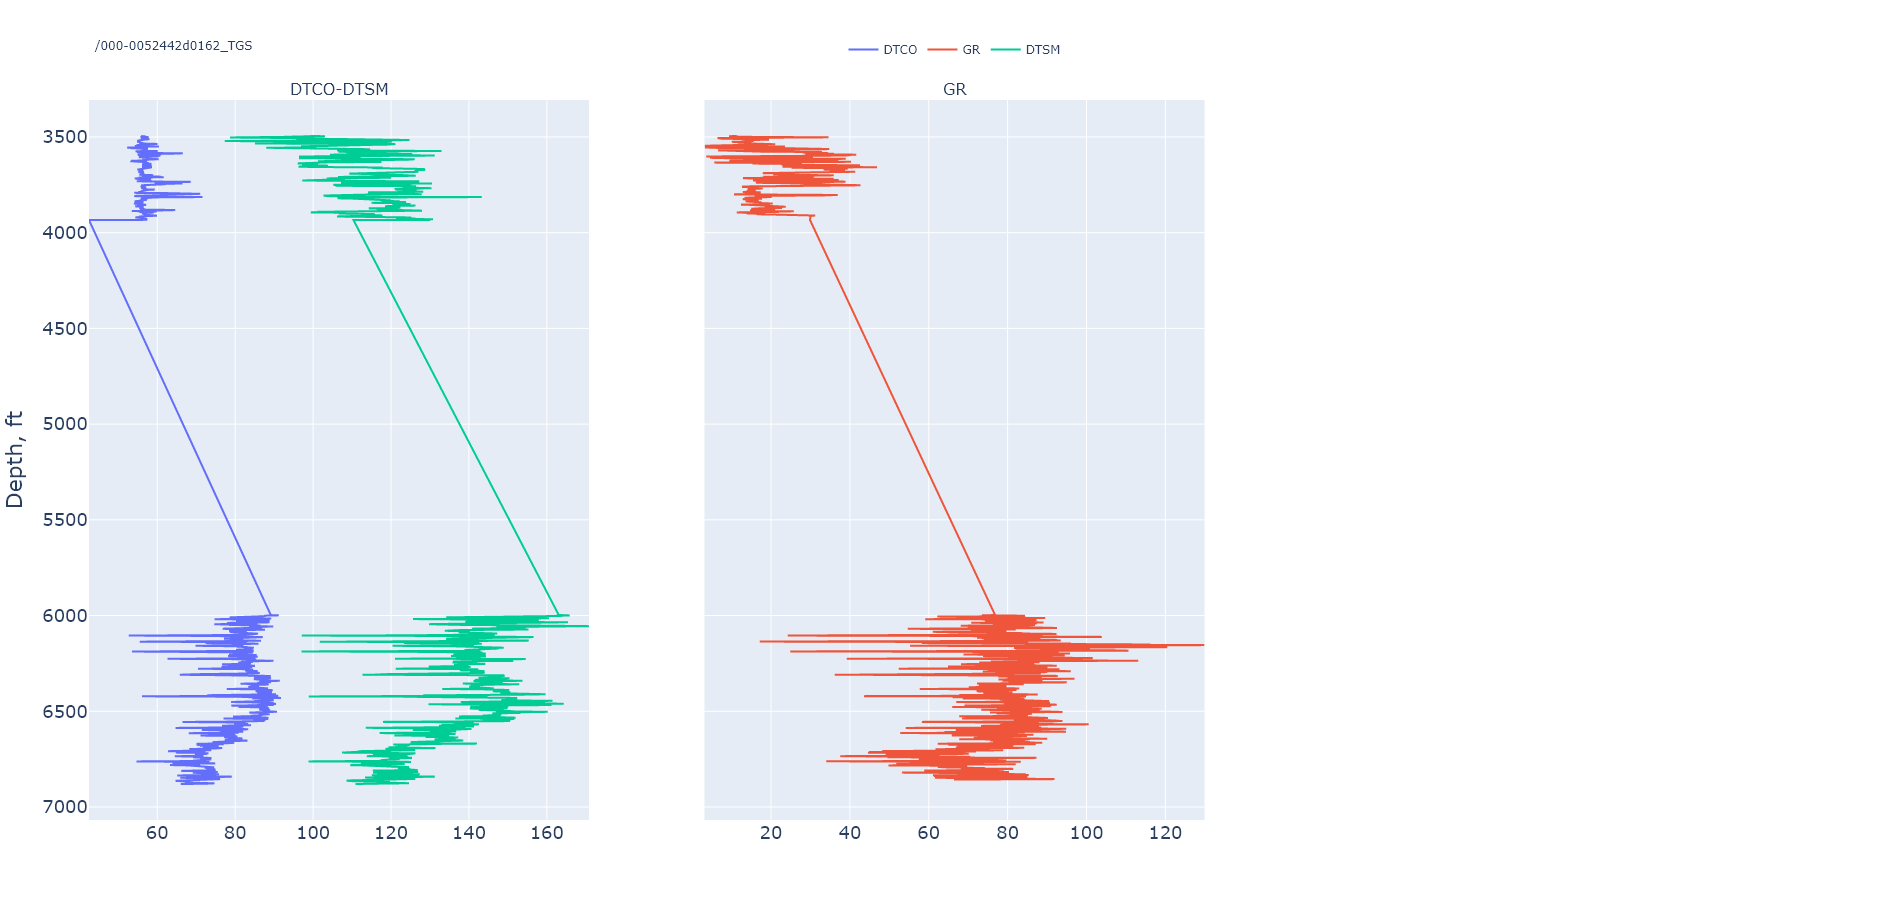 /000-0052442d0162_TGS
DTCO GR DTSM
DTCO-DTSM GR
3500
4000
4500
5000
5500
6000
6500
7000
Depth, ft
60 80 100 120 140 160
20 40 60 80 100 120